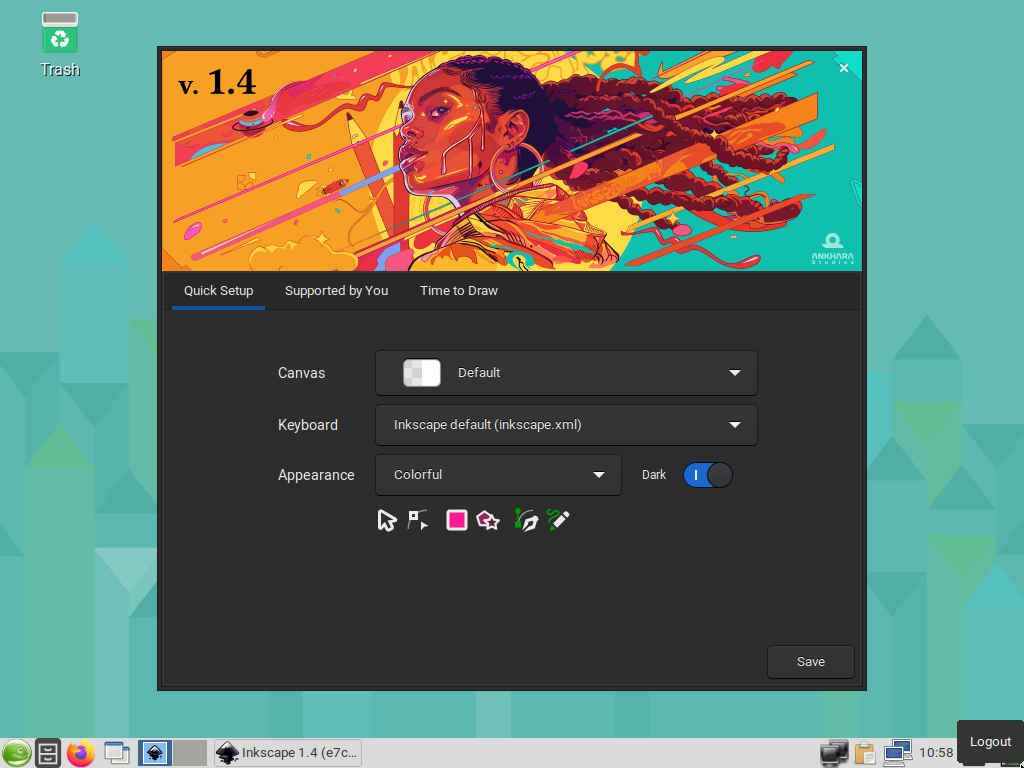 Trash
v. 1.4
ANKHARA
Studios
Quick Setup
Supported by You
Time to Draw
Canvas
Default
Keyboard
Inkscape default (inkscape.xml)
Appearance
Colorful
Dark
Save
Inkscape 1.4 (e7c...
10:58
Logout